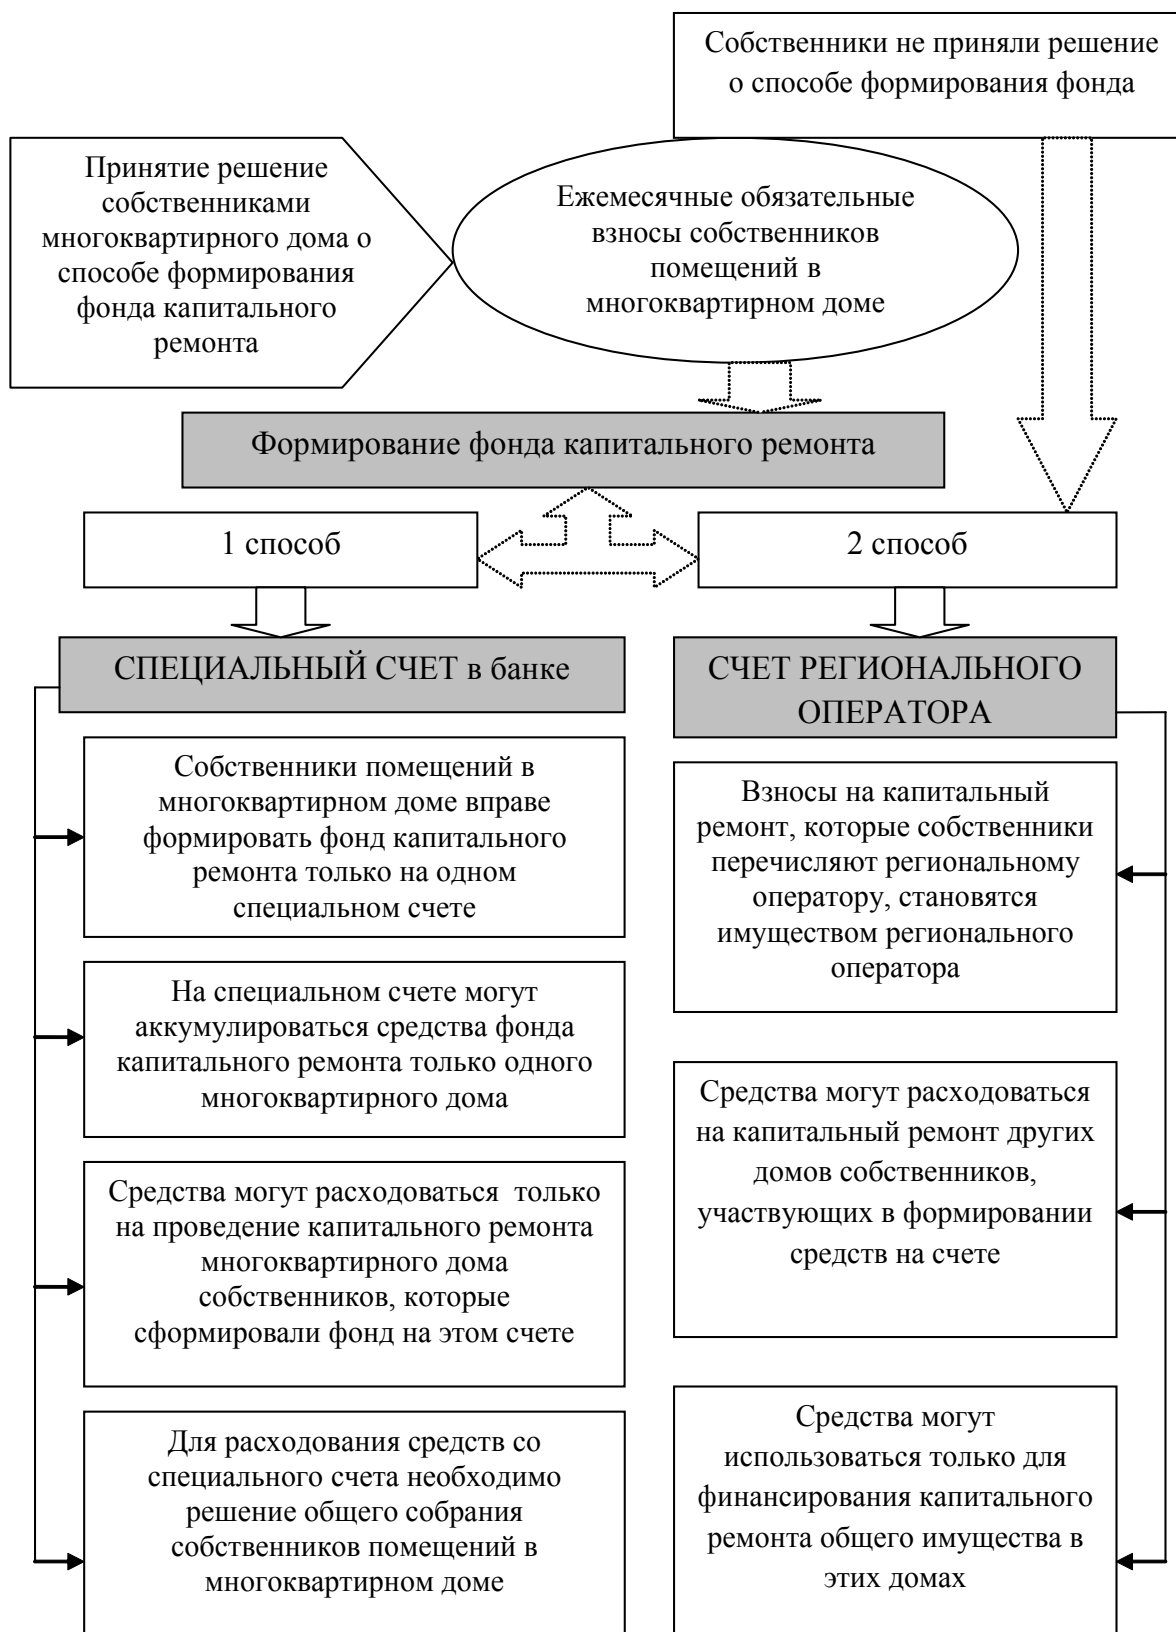 Собственники не приняли решение
о способе формирования фонда
Принятие решение
собственниками
многоквартирного дома о
способе формирования
фонда капитального
ремонта
Ежемесячные обязательные
взносы собственников
помещений в
многоквартирном доме
Формирование фонда капитального ремонта
1 способ
2 способ
СПЕЦИАЛЬНЫЙ СЧЕТ в банке
СЧЕТ РЕГИОНАЛЬНОГО
ОПЕРАТОРА
Собственники помещений в
многоквартирном доме вправе
формировать фонд капитального
ремонта только на одном
специальном счете
На специальном счете могут
аккумулироваться средства фонда
капитального ремонта только одного
многоквартирного дома
Средства могут расходоваться только
на проведение капитального ремонта
многоквартирного дома
собственников, которые
сформировали фонд на этом счете
Для расходования средств со
специального счета необходимо
решение общего собрания
собственников помещений в
многоквартирном доме
Взносы на капитальный
ремонт, которые собственники
перечисляют региональному
оператору, становятся
имуществом регионального
оператора
Средства могут расходоваться
на капитальный ремонт других
домов собственников,
участвующих в формировании
средств на счете
Средства могут
использоваться только для
финансирования капитального
ремонта общего имущества в
этих домах